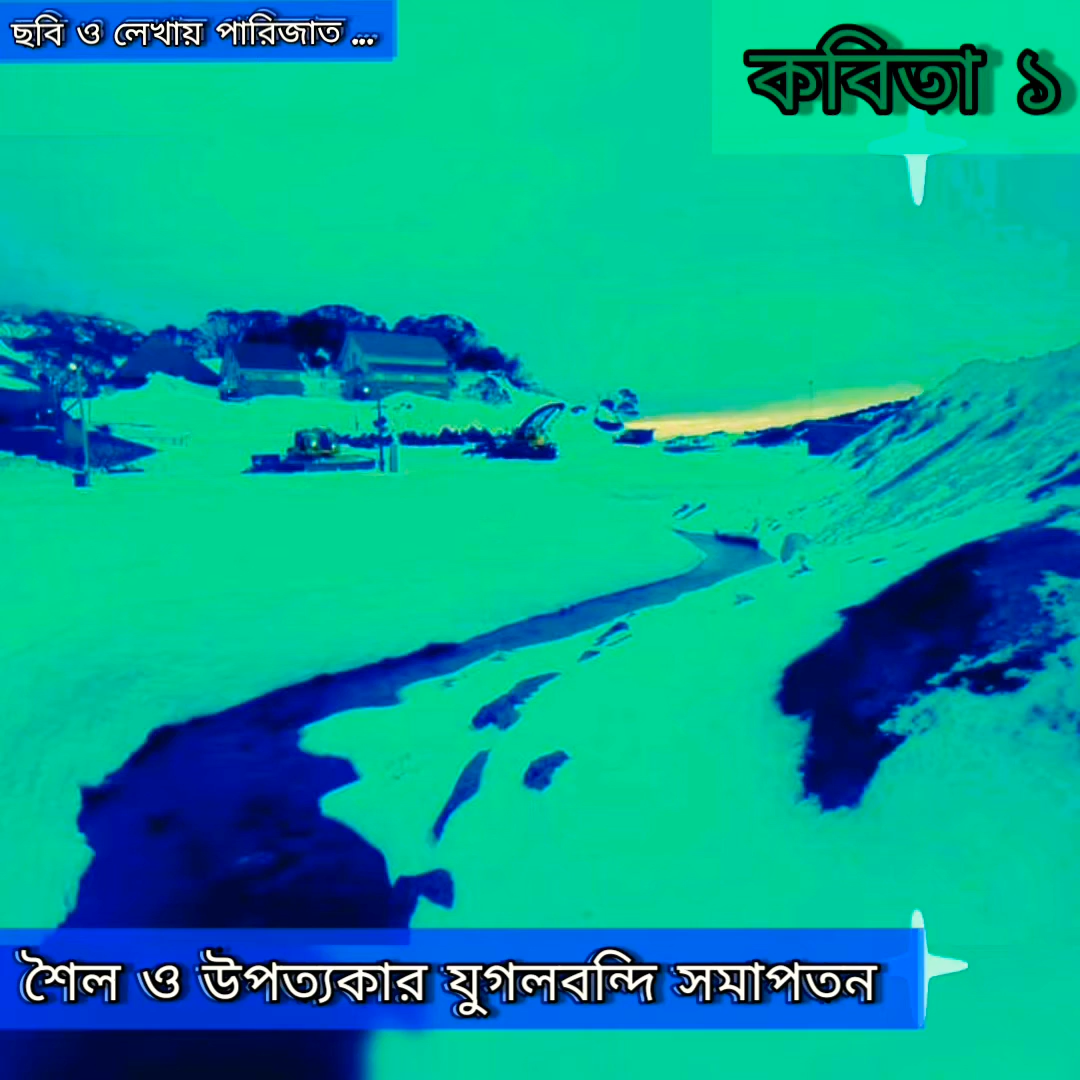 ছবি ও লেখায় পারিজাত ...
কবিতা ১
শৈল ও উপত্যকার যুগলবন্দি সমাপতন